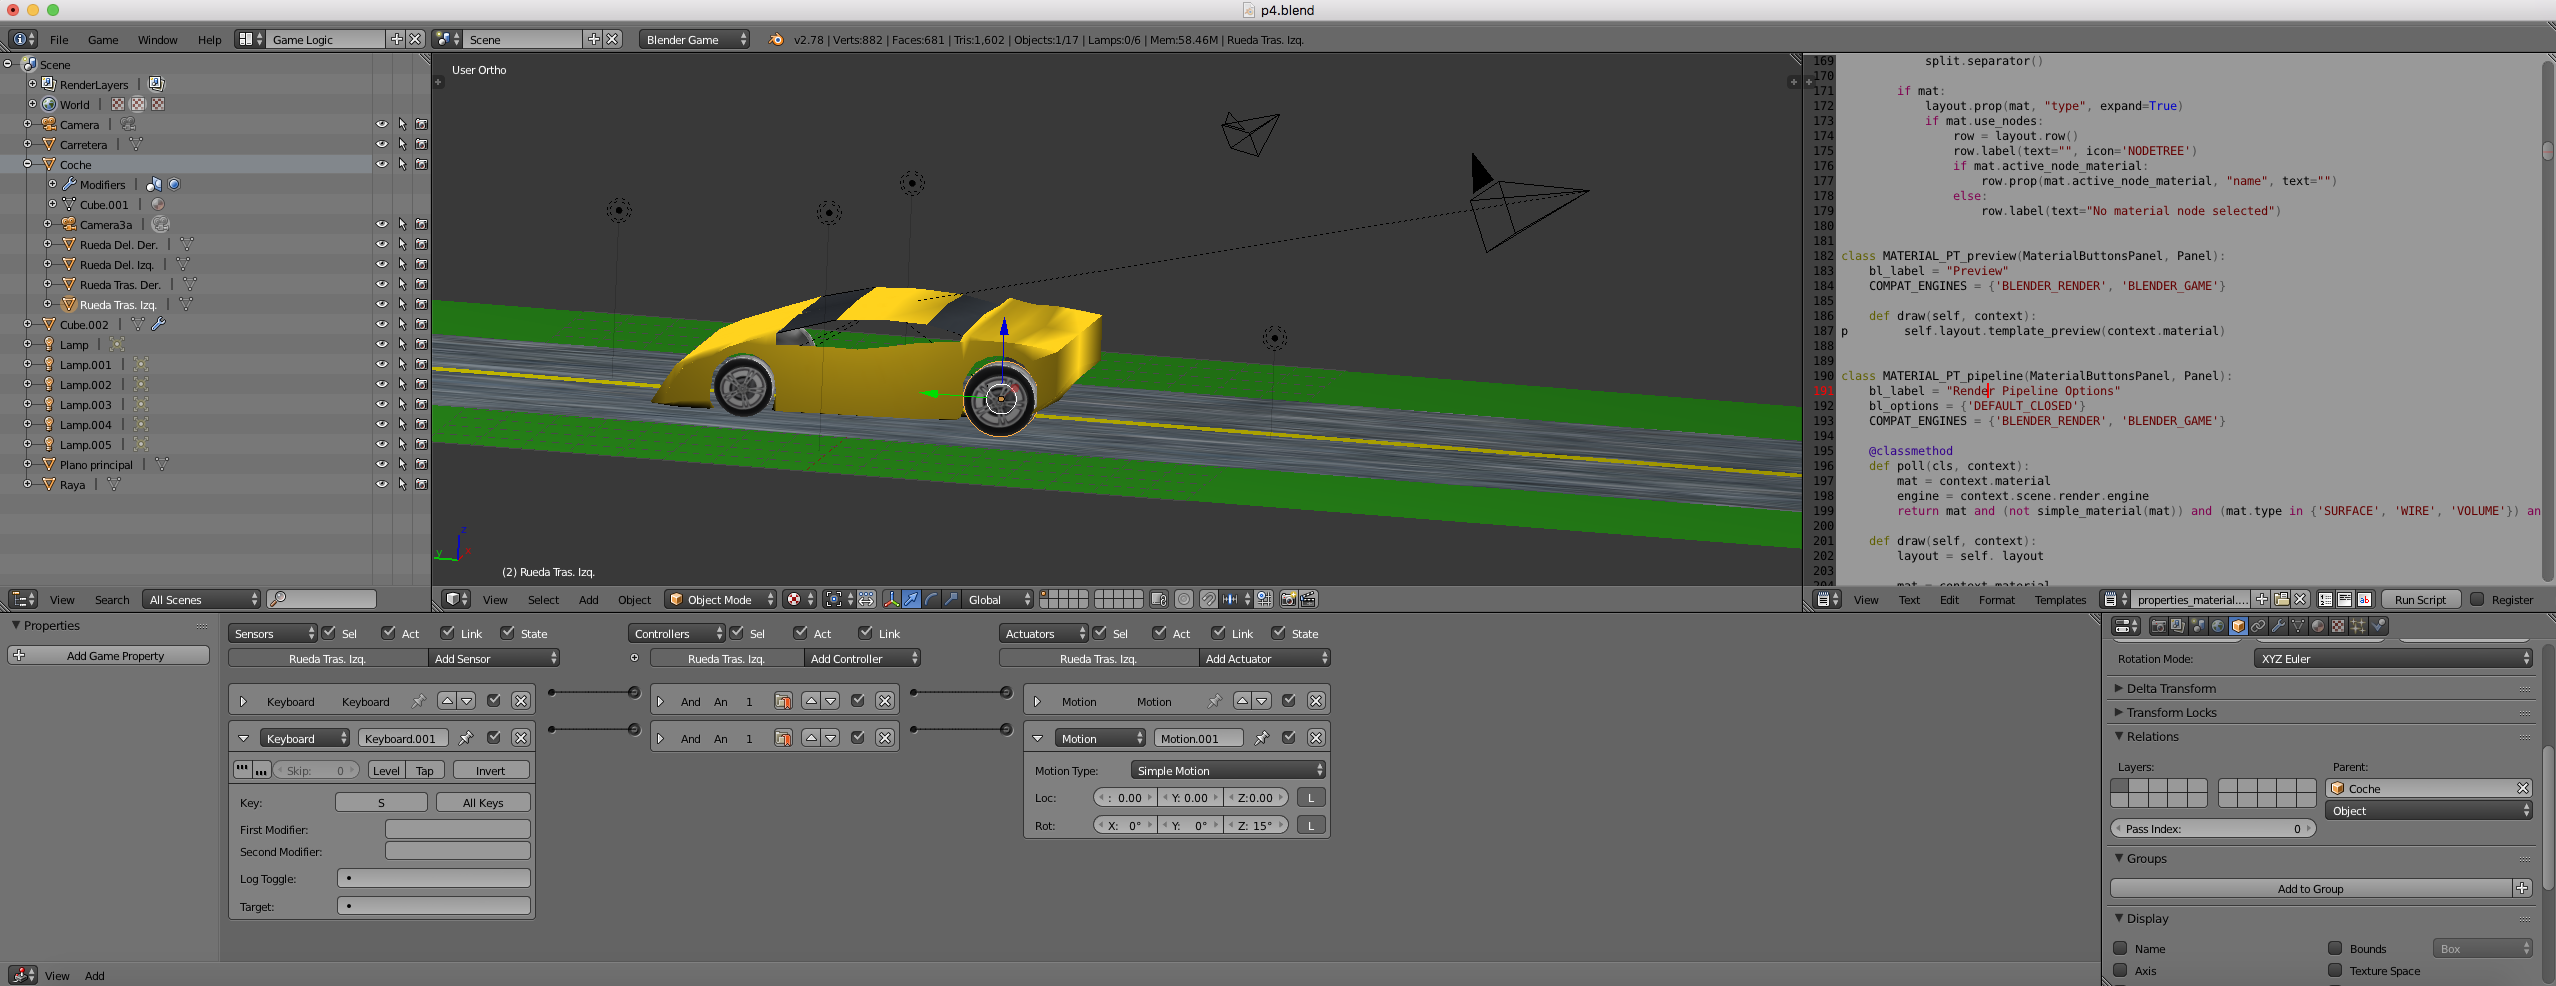 p4.blend
File Game Window Help Game Logic Scene Blender Game v2.78 | Verts:882 | Faces:681 | Tris:1,602 | Objects:1/17 | Lamps:0/6 | Mem:58.46M | Rueda Tras. Izq.
Scene
RenderLayers
World
Camera
Carretera
Coche
Modifiers
Cube.001
Camera3a
Rueda Del. Der.
Rueda Del. Izq.
Rueda Tras. Der.
Rueda Tras. Izq.
Cube.002
Lamp
Lamp.001
Lamp.002
Lamp.003
Lamp.004
Lamp.005
Plano principal
Raya
View Search All Scenes
User Ortho
z
y x
(2) Rueda Tras. Izq.
View Select Add Object Object Mode Global
169 split.separator()
170
171 if mat:
172 layout.prop(mat, "type", expand=True)
173 if mat.use_nodes:
174 row = layout.row()
175 row.label(text="", icon='NODETREE')
176 if mat.active_node_material:
177 row.prop(mat.active_node_material, "name", text="")
178 else:
179 row.label(text="No material node selected")
180
181
182 class MATERIAL_PT_preview(MaterialButtonsPanel, Panel):
183 bl_label = "Preview"
184 COMPAT_ENGINES = {'BLENDER_RENDER', 'BLENDER_GAME'}
185
186 def draw(self, context):
187 p self.layout.template_preview(context.material)
188
189
190 class MATERIAL_PT_pipeline(MaterialButtonsPanel, Panel):
191 bl_label = "Render Pipeline Options"
192 bl_options = {'DEFAULT_CLOSED'}
193 COMPAT_ENGINES = {'BLENDER_RENDER', 'BLENDER_GAME'}
194
195 @classmethod
196 def poll(cls, context):
197 mat = context.material
198 engine = context.scene.render.engine
199 return mat and (not simple_material(mat)) and (mat.type in {'SURFACE', 'WIRE', 'VOLUME'}) an
200
201 def draw(self, context):
202 layout = self. layout
203
204 mat = context.material
View Text Edit Format Templates properties_material.... Run Script Register
Properties
Add Game Property
Sensors Sel Act Link State
Rueda Tras. Izq. Add Sensor
Keyboard Keyboard
Keyboard Keyboard.001
Skip: 0 Level Tap Invert
Key: S All Keys
First Modifier:
Second Modifier:
Log Toggle:
Target:
Controllers Sel Act Link
Rueda Tras. Izq. Add Controller
And An 1
And An 1
Actuators Sel Act Link State
Rueda Tras. Izq. Add Actuator
Motion Motion
Motion Motion.001
Motion Type: Simple Motion
Loc: : 0.00 Y: 0.00 Z:0.00 L
Rot: X: 0° Y: 0° Z: 15° L
View Add
Rotation Mode: XYZ Euler
Delta Transform
Transform Locks
Relations
Layers: Parent:
Coche
Object
Pass Index: 0
Groups
Add to Group
Display
Name Bounds Box
Axis Texture Space